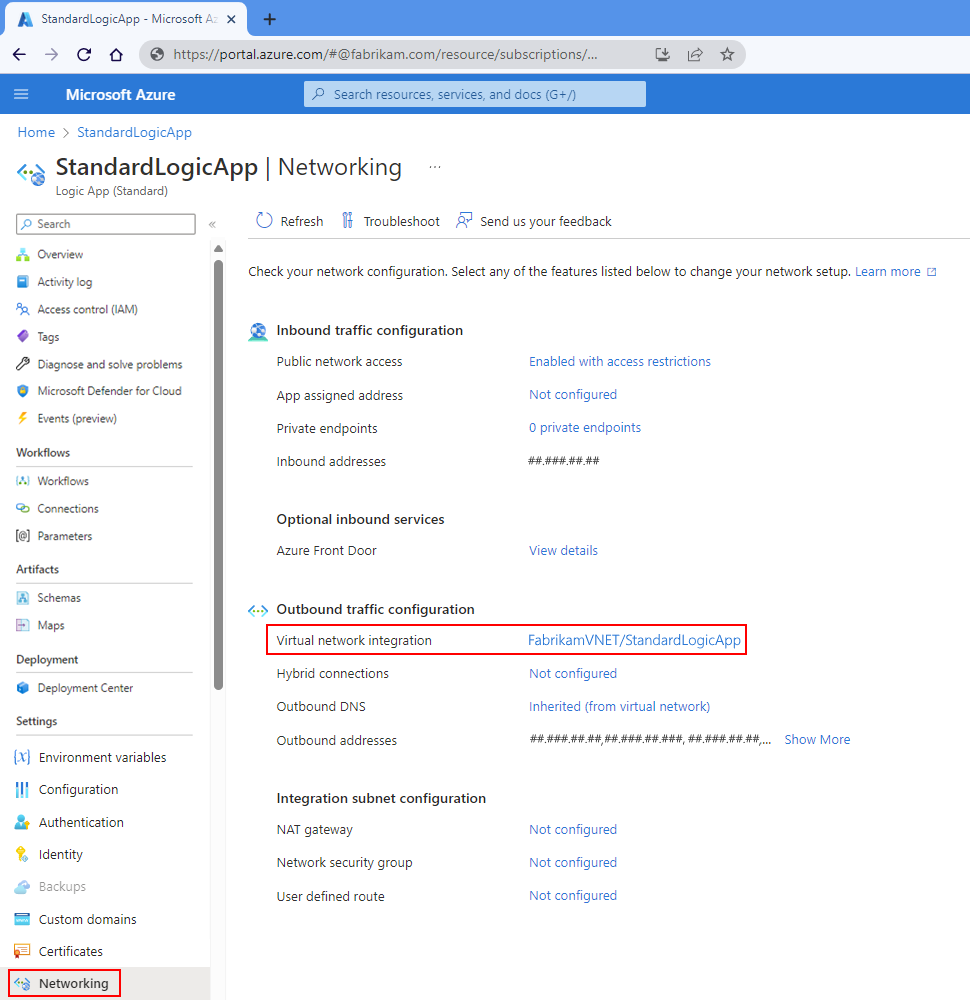 StandardLogicApp - Microsoft Az
https://portal.azure.com/#@fabrikam.com/resource/subscriptions/...
Microsoft Azure
Search resources, services, and docs (G+/)
Home > StandardLogicApp
StandardLogicApp | Networking ...
Logic App (Standard)
Search «
Overview
Activity log
Access control (IAM)
Tags
Diagnose and solve problems
Microsoft Defender for Cloud
Events (preview)
Workflows
Workflows
Connections
Parameters
Artifacts
Schemas
Maps
Deployment
Deployment Center
Settings
Environment variables
Configuration
Authentication
Identity
Backups
Custom domains
Certificates
Networking
Refresh Troubleshoot Send us your feedback
Check your network configuration. Select any of the features listed below to change your network setup. Learn more
Inbound traffic configuration
Public network access Enabled with access restrictions
App assigned address Not configured
Private endpoints 0 private endpoints
Inbound addresses ##.###.##.##
Optional inbound services
Azure Front Door View details
Outbound traffic configuration
Virtual network integration FabrikamVNET/StandardLogicApp
Hybrid connections Not configured
Outbound DNS Inherited (from virtual network)
Outbound addresses ##.###.##.##,##.###.##.###, ##.###.##.##,... Show More
Integration subnet configuration
NAT gateway Not configured
Network security group Not configured
User defined route Not configured